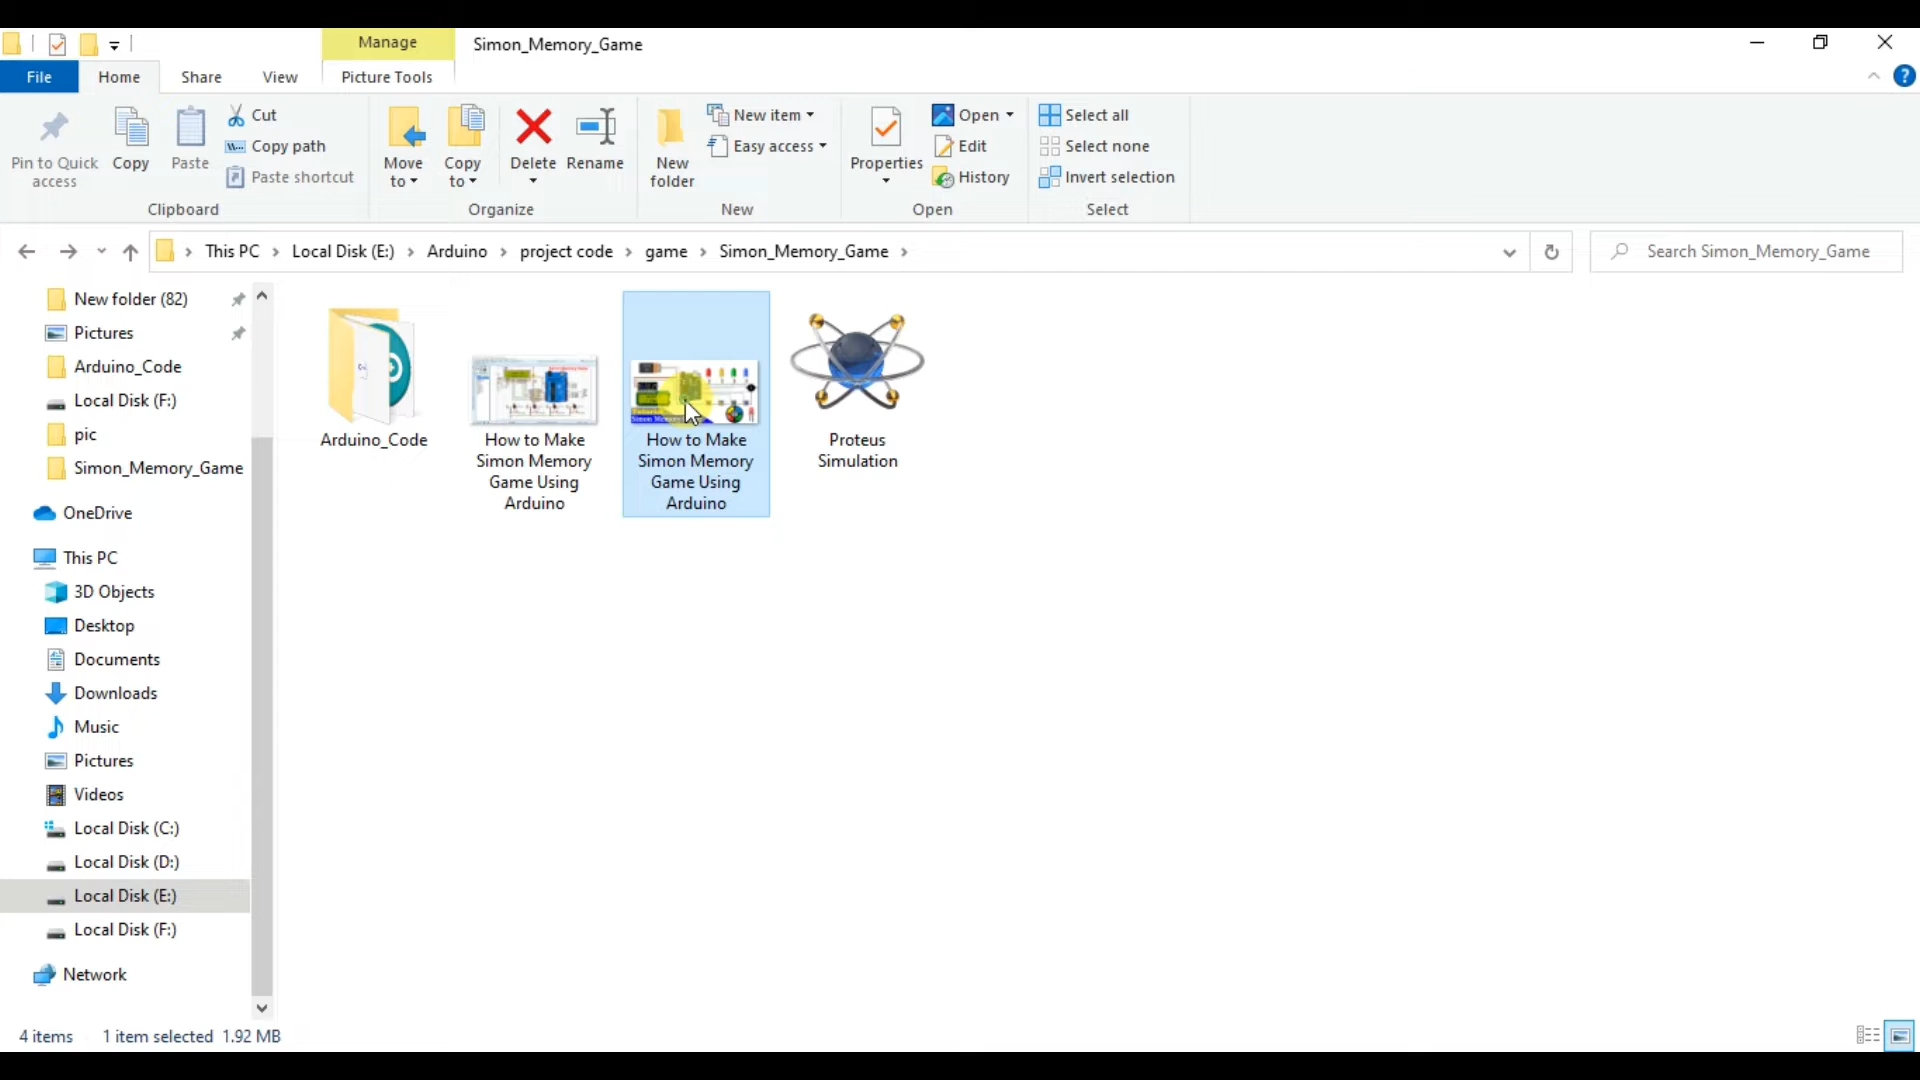 Manage
Simon_Memory_Game
File
Home
Share
View
Picture Tools
Pin to Quick
access
Copy
Paste
Cut
Copy path
Paste shortcut
Move
to
Copy
to
Delete
Rename
New
folder
New item
Easy access
Properties
Open
Edit
History
Select all
Select none
Invert selection
Clipboard
Organize
New
Open
Select
This PC
Local Disk (E:)
Arduino
project code
game
Simon_Memory_Game
Search Simon_Memory_Game
New folder (82)
Pictures
Arduino_Code
Local Disk (F:)
pic
Simon_Memory_Game
OneDrive
This PC
3D Objects
Desktop
Documents
Downloads
Music
Pictures
Videos
Local Disk (C:)
Local Disk (D:)
Local Disk (E:)
Local Disk (F:)
Network
Arduino_Code
How to Make
Simon Memory
Game Using
Arduino
How to Make
Simon Memory
Game Using
Arduino
Proteus
Simulation
4 items
1 item selected 1.92 MB